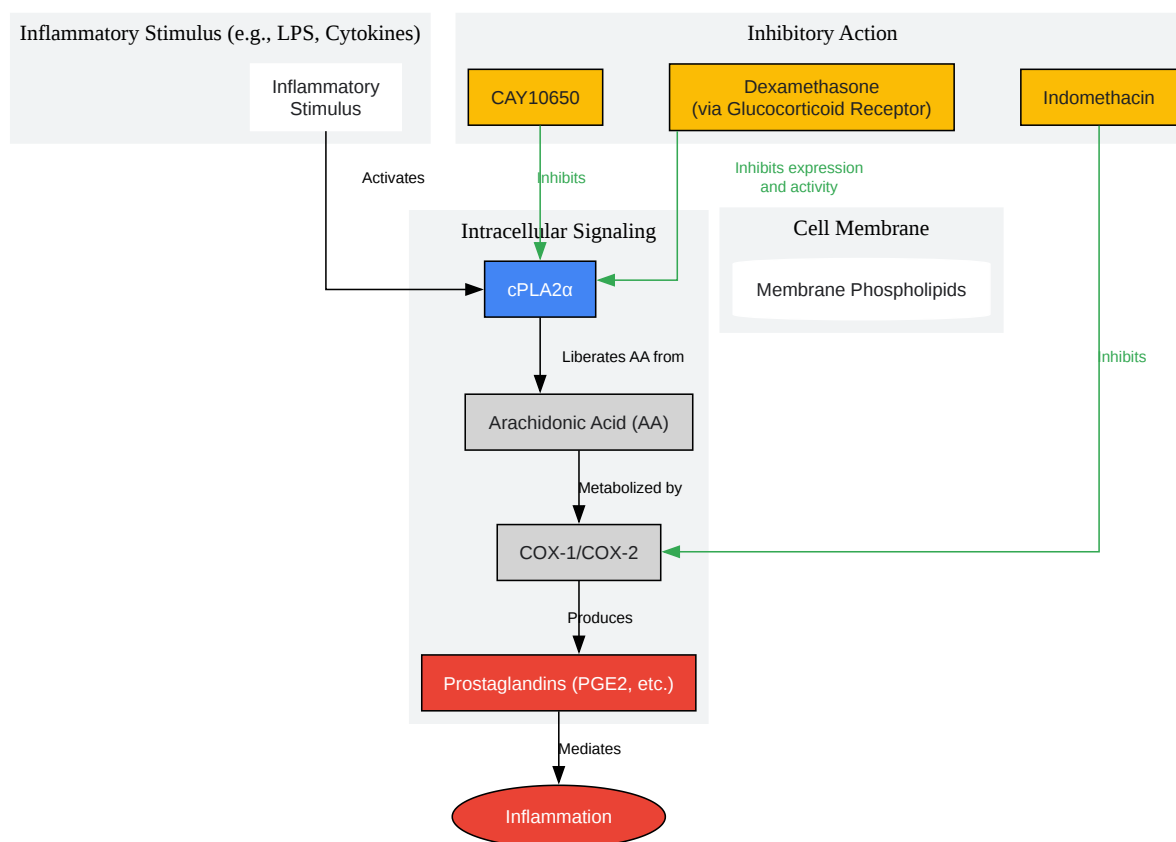 Inflammatory Stimulus (e.g., LPS, Cytokines)
Inhibitory Action
Inflammatory
Stimulus
CAY10650
Dexamethasone
(via Glucocorticoid Receptor)
Indomethacin
Activates
Inhibits
Inhibits expression
and activity
Intracellular Signaling
Cell Membrane
cPLA2α
Membrane Phospholipids
Liberates AA from
Inhibits
Arachidonic Acid (AA)
Metabolized by
COX-1/COX-2
Produces
Prostaglandins (PGE2, etc.)
Mediates
Inflammation